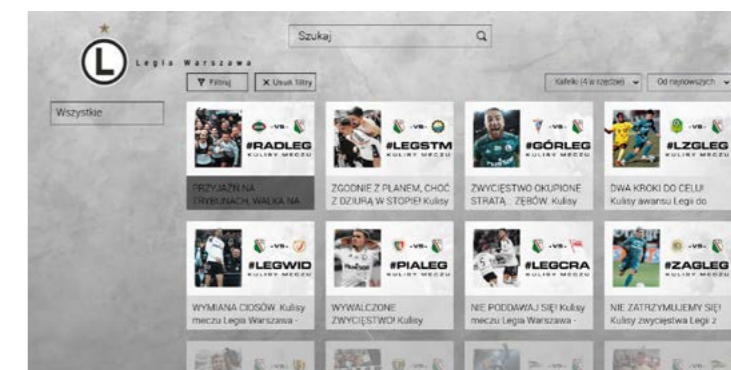 Szukaj
L
Legia Warszawa
Filtruj
Usuń filtry
Kafelki (4 w rzędzie)
Od najnowszych
Wszystkie
-VS-
#RADLEG
KULISY MECZU
PRZYJAŹŃ NA
TRYBUNACH, WALKA NA
-VS-
#LEGSTM
KULISY MECZU
ZGODNIE Z PLANEM, CHOĆ
Z DZIURĄ W STOPIE! Kulisy
-VS-
#GÓRLEG
KULISY MECZU
ZWYCIĘSTWO OKUPIONE
STRATĄ... ZĘBÓW. Kulisy
-VS-
#LZGLEG
KULISY MECZU
DWA KROKI DO CELU!
Kulisy awansu Legii do
-VS-
#LEGWID
KULISY MECZU
WYMIANA CIOSÓW. Kulisy
meczu Legia Warszawa -
-VS-
#PIALEG
KULISY MECZU
WYWALCZONE
ZWYCIĘSTWO! Kulisy
-VS-
#LEGCRA
KULISY MECZU
NIE PODDAWAJ SIĘ! Kulisy
meczu Legia Warszawa -
-VS-
#ZAGLEG
KULISY MECZU
NIE ZATRZYMUJEMY SIĘ!
Kulisy zwycięstwa Legii z